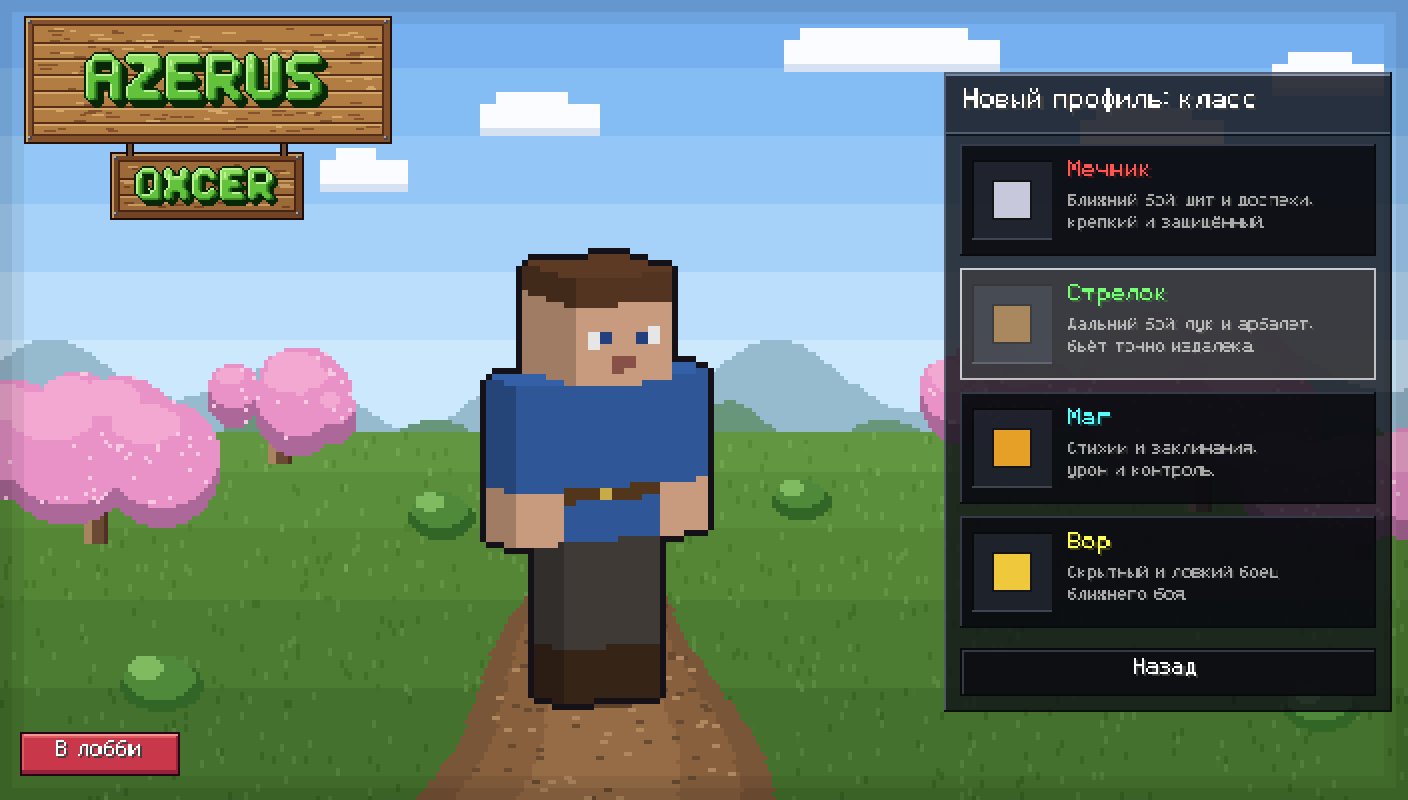 AZERUS
OXCER
Новый профиль: класс
Мечник
Ближний бой: щит и доспехи,
крепкий и защищённый.
Стрелок
Дальний бой: лук и арбалет,
бьёт точно издалека.
Маг
Стихии и заклинания,
урон и контроль.
Вор
Скрытный и ловкий боец
ближнего боя.
Назад
В лобби